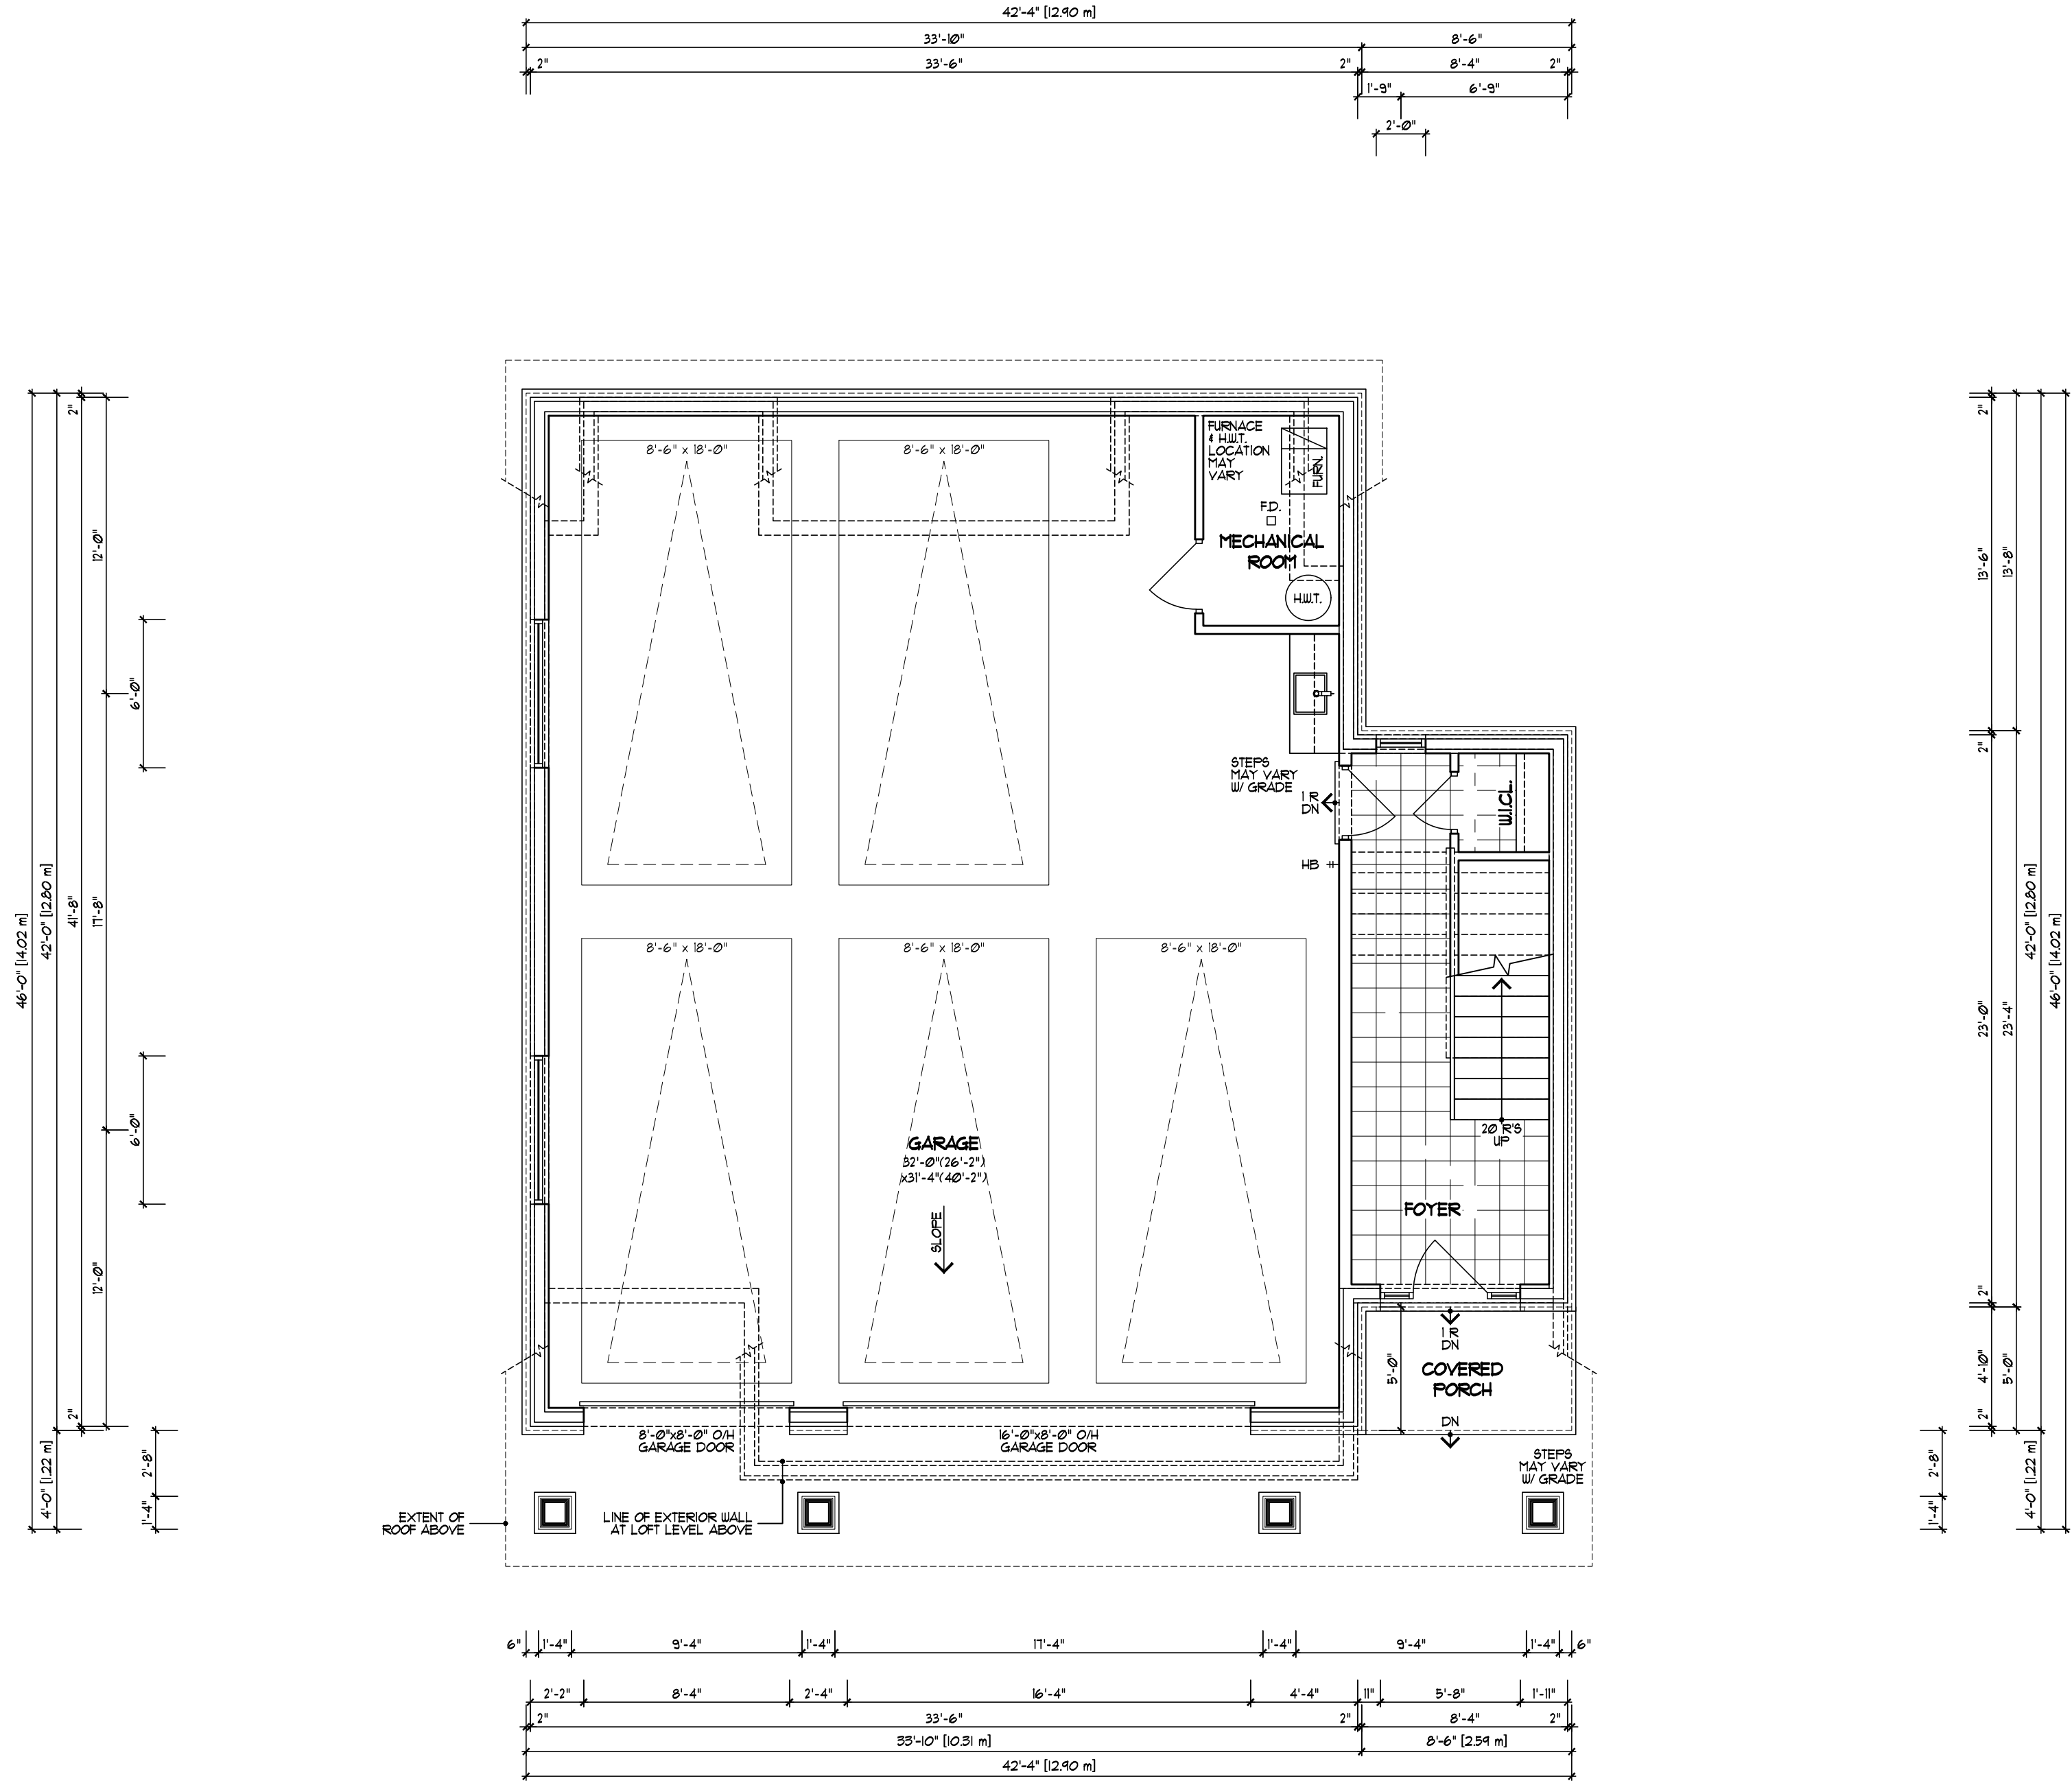 42'-4" [12.90 m]
33'-10"
8'-6"
2"
33'-6"
2"
8'-4"
2"
1'-9"
6'-9"
2'-0"
46'-0" [14.02 m]
42'-0" [12.80 m]
4'-0" [1.22 m]
2"
41'-8"
2"
12'-0"
17'-8"
12'-0"
6'-0"
6'-0"
2'-8"
1'-4"
8'-6" x 18'-0"
8'-6" x 18'-0"
FURNACE
& H.W.T.
LOCATION
MAY
VARY
FURN.
F.D.
MECHANICAL
ROOM
H.W.T.
STEPS
MAY VARY
W/ GRADE
1 R
DN
W.I.CL.
HB
8'-6" x 18'-0"
8'-6" x 18'-0"
8'-6" x 18'-0"
GARAGE
32'-0"(26'-2")
x31'-4"(40'-2")
SLOPE
20 R'S
UP
FOYER
1 R
DN
5'-0"
COVERED
PORCH
DN
8'-0"x8'-0" O/H
GARAGE DOOR
16'-0"x8'-0" O/H
GARAGE DOOR
STEPS
MAY VARY
W/ GRADE
EXTENT OF
ROOF ABOVE
LINE OF EXTERIOR WALL
AT LOFT LEVEL ABOVE
2"
13'-6"
2"
23'-0"
2"
4'-10"
2"
13'-8"
23'-4"
5'-0"
2'-8"
1'-4"
42'-0" [12.80 m]
4'-0" [1.22 m]
46'-0" [14.02 m]
6"
1'-4"
9'-4"
1'-4"
17'-4"
1'-4"
9'-4"
1'-4"
6"
2'-2"
8'-4"
2'-4"
16'-4"
4'-4"
11"
5'-8"
1'-11"
2"
33'-6"
2"
8'-4"
2"
33'-10" [10.31 m]
8'-6" [2.59 m]
42'-4" [12.90 m]